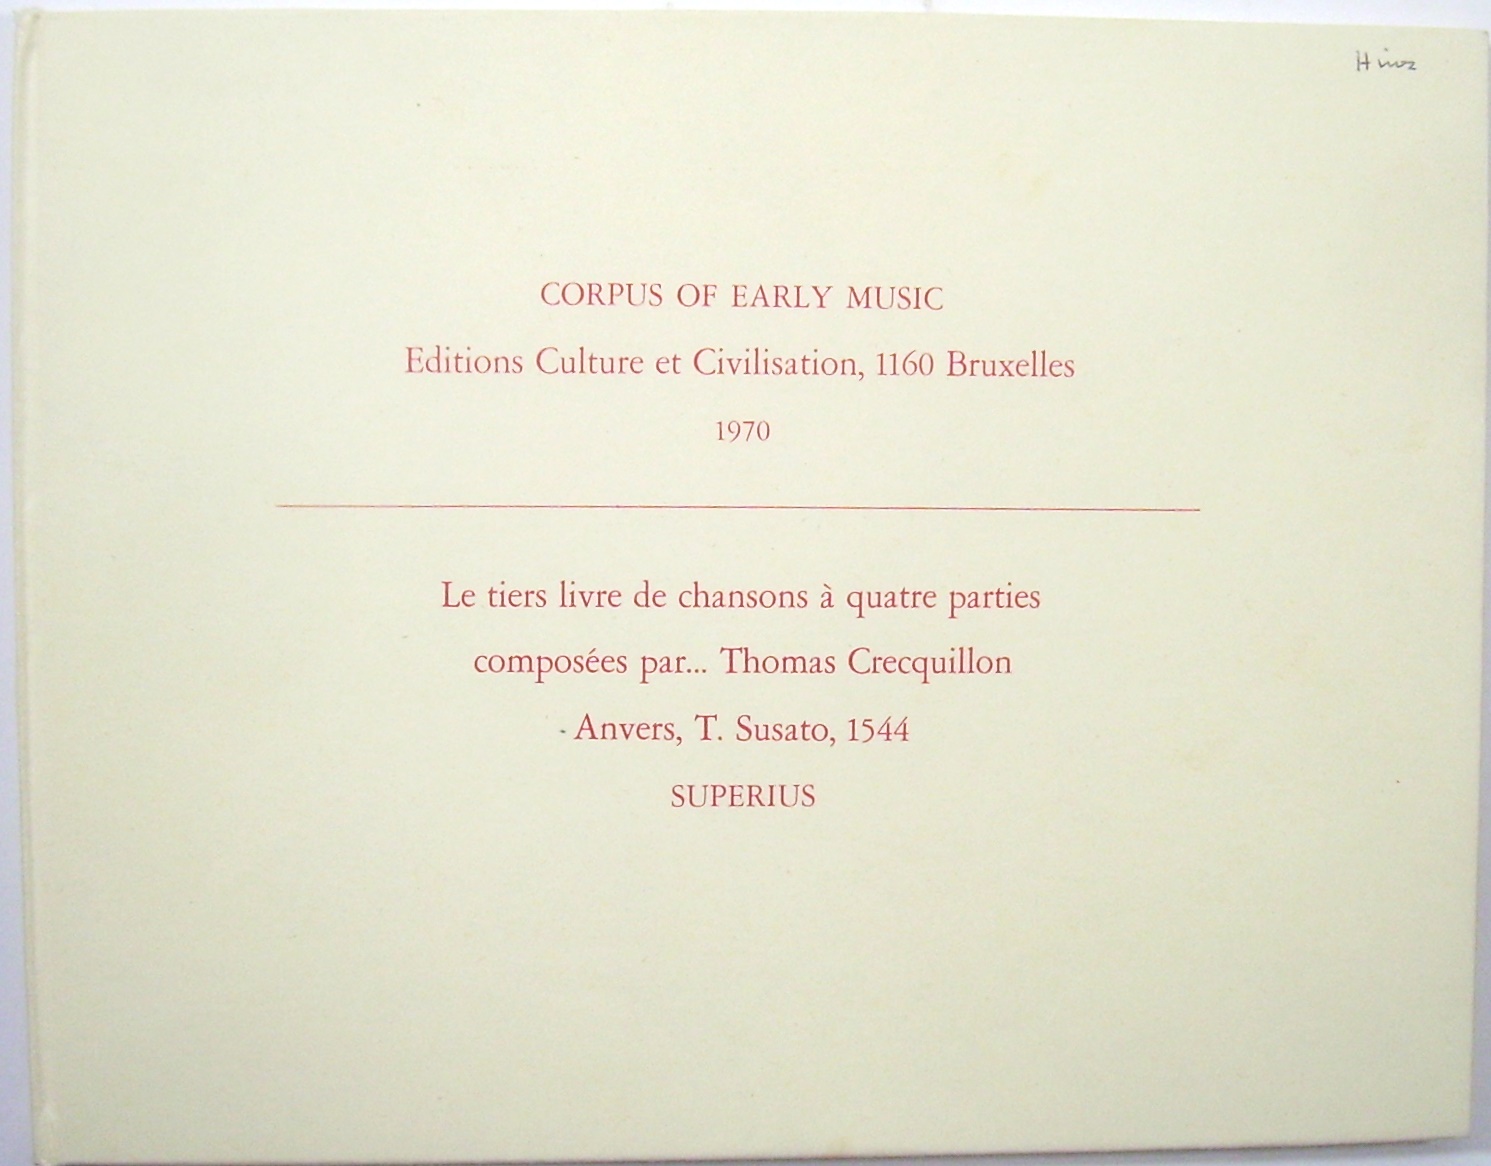 CORPUS OF EARLY MUSIC
Editions Culture et Civilisation, 1160 Bruxelles
1970
Le tiers livre de chansons à quatre parties
composées par... Thomas Crecquillon
Anvers, T. Susato, 1544
SUPERIUS